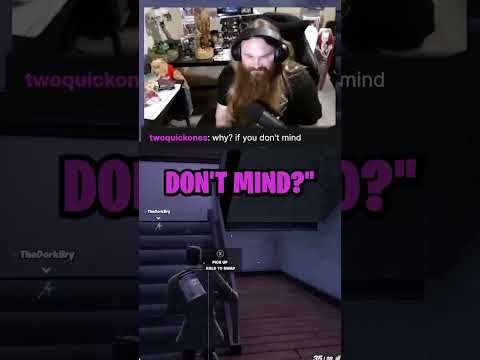 twoquickones: why? if you don't mind
DON'T MIND?"
TheDorkBry
PICK UP
HOLD TO SWAP